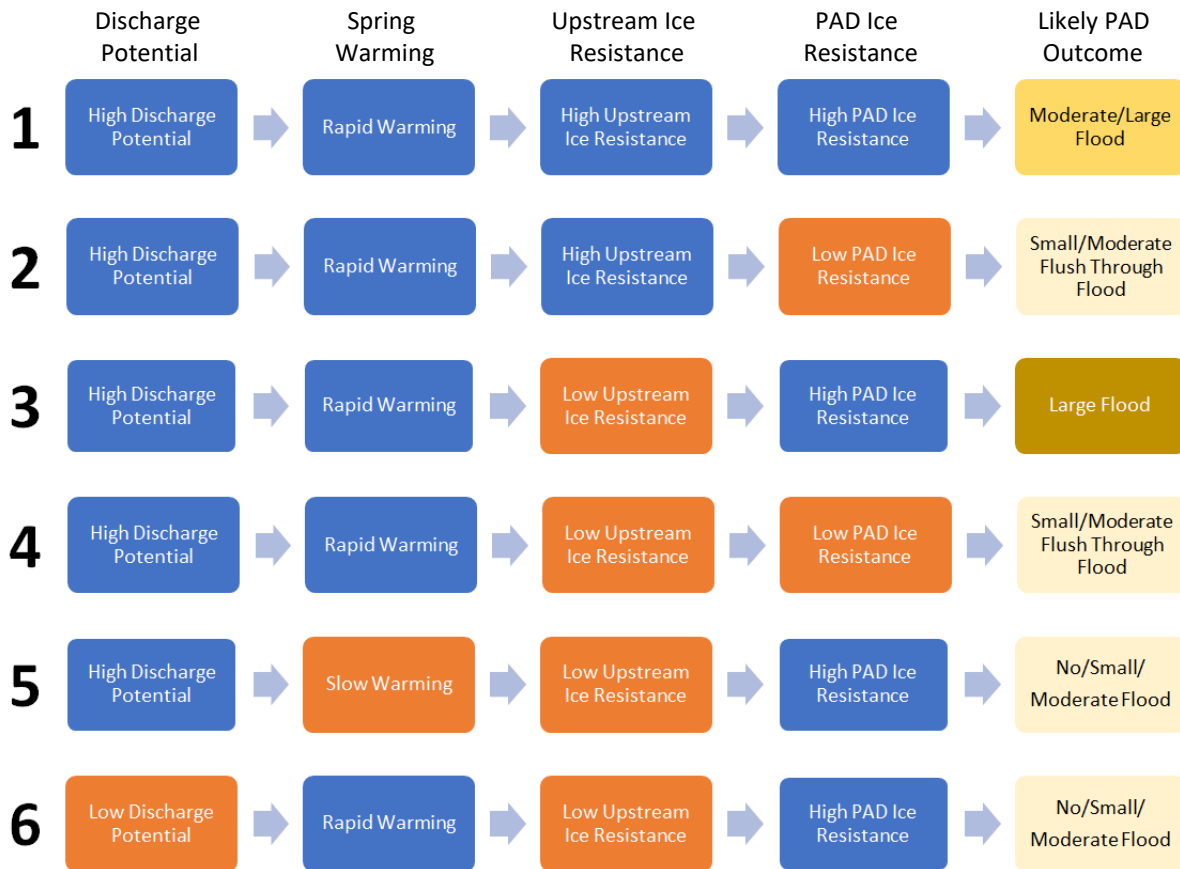 Discharge
Potential
Spring
Warming
Upstream Ice
Resistance
PAD Ice
Resistance
Likely PAD
Outcome
1
High Discharge
Potential
Rapid Warming
High Upstream
Ice Resistance
High PAD Ice
Resistance
Moderate/Large
Flood
2
High Discharge
Potential
Rapid Warming
High Upstream
Ice Resistance
Low PAD Ice
Resistance
Small/Moderate
Flush Through
Flood
3
High Discharge
Potential
Rapid Warming
Low Upstream
Ice Resistance
High PAD Ice
Resistance
Large Flood
4
High Discharge
Potential
Rapid Warming
Low Upstream
Ice Resistance
Low PAD Ice
Resistance
Small/Moderate
Flush Through
Flood
5
High Discharge
Potential
Slow Warming
Low Upstream
Ice Resistance
High PAD Ice
Resistance
No/Small/
Moderate Flood
6
Low Discharge
Potential
Rapid Warming
Low Upstream
Ice Resistance
High PAD Ice
Resistance
No/Small/
Moderate Flood